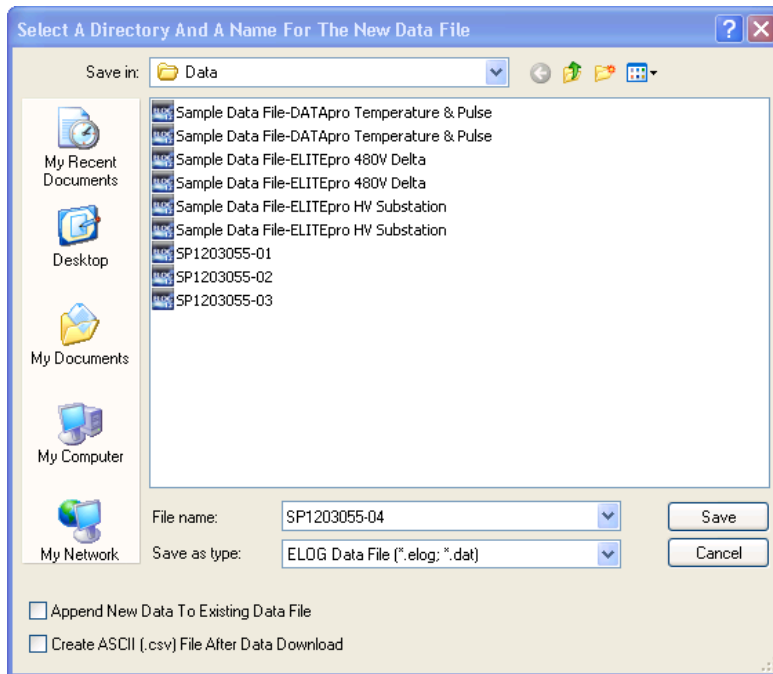 Select A Directory And A Name For The New Data File
Save in:
Data
My Recent
Documents
Desktop
My Documents
My Computer
My Network
Sample Data File-DATApro Temperature & Pulse
Sample Data File-DATApro Temperature & Pulse
Sample Data File-ELITEpro 480V Delta
Sample Data File-ELITEpro 480V Delta
Sample Data File-ELITEpro HV Substation
Sample Data File-ELITEpro HV Substation
SP1203055-01
SP1203055-02
SP1203055-03
File name:
SP1203055-04
Save
Save as type:
ELOG Data File (*.elog; *.dat)
Cancel
Append New Data To Existing Data File
Create ASCII (.csv) File After Data Download